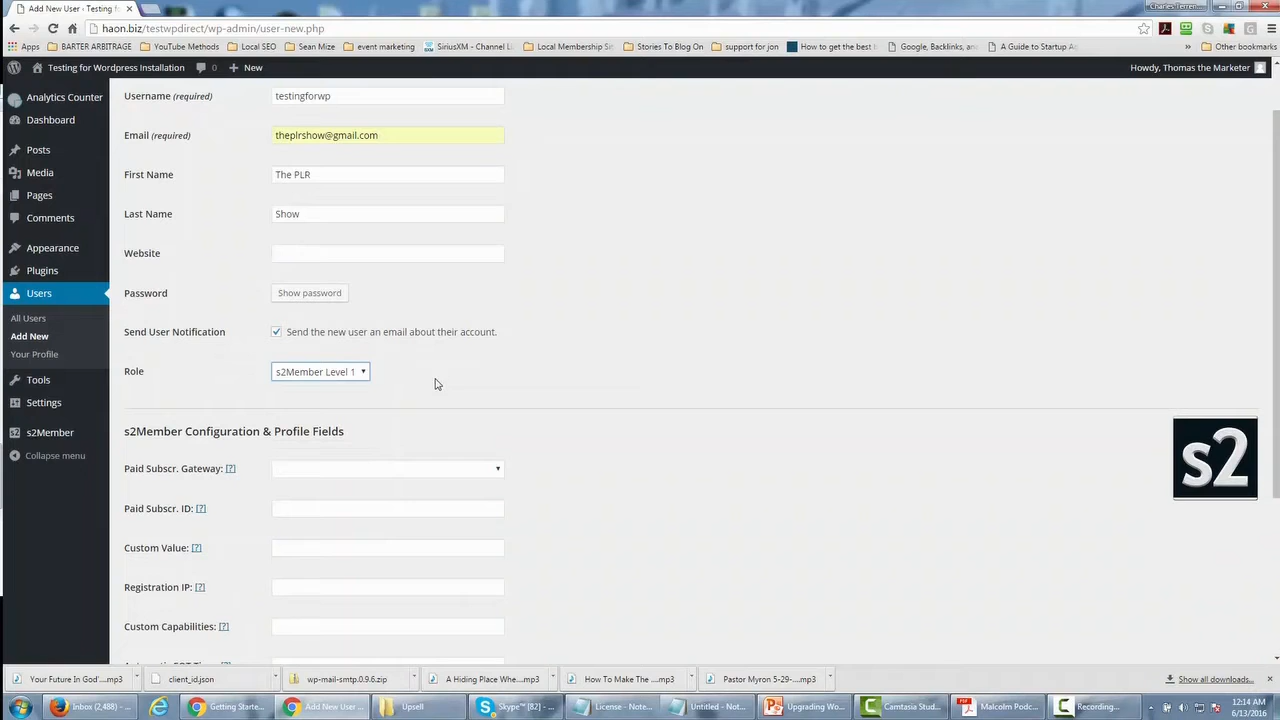 Add New User ‹ Testing fo
Charles Terren...
haon.biz/testwpdirect/wp-admin/user-new.php
Apps BARTER ARBITRAGE YouTube Methods Local SEO Sean Mize event marketing SiriusXM - Channel Li Local Membership Sit Stories To Blog On support for jon How to get the best b Google, Backlinks, an A Guide to Startup Ac » Other bookmarks
Testing for Wordpress Installation 0 New Howdy, Thomas the Marketer
Analytics Counter
Dashboard
Posts
Media
Pages
Comments
Appearance
Plugins
Users
All Users
Add New
Your Profile
Tools
Settings
s2Member
Collapse menu
Username (required) testingforwp
Email (required) theplrshow@gmail.com
First Name The PLR
Last Name Show
Website
Password Show password
Send User Notification Send the new user an email about their account.
Role s2Member Level 1
s2Member Configuration & Profile Fields
s2
Paid Subscr. Gateway: [?]
Paid Subscr. ID: [?]
Custom Value: [?]
Registration IP: [?]
Custom Capabilities: [?]
Your Future In God'....mp3 client_id.json wp-mail-smtp.0.9.6.zip A Hiding Place Whe....mp3 How To Make The ....mp3 Pastor Myron 5-29-....mp3 Show all downloads...
Inbox (2,488) - ... Getting Starte... Add New User ... Upsell Skype™ [82] - ... License - Note... Untitled - Not... Upgrading Wo... Camtasia Stud... Malcolm Podc... Recording...
12:14 AM
6/13/2016